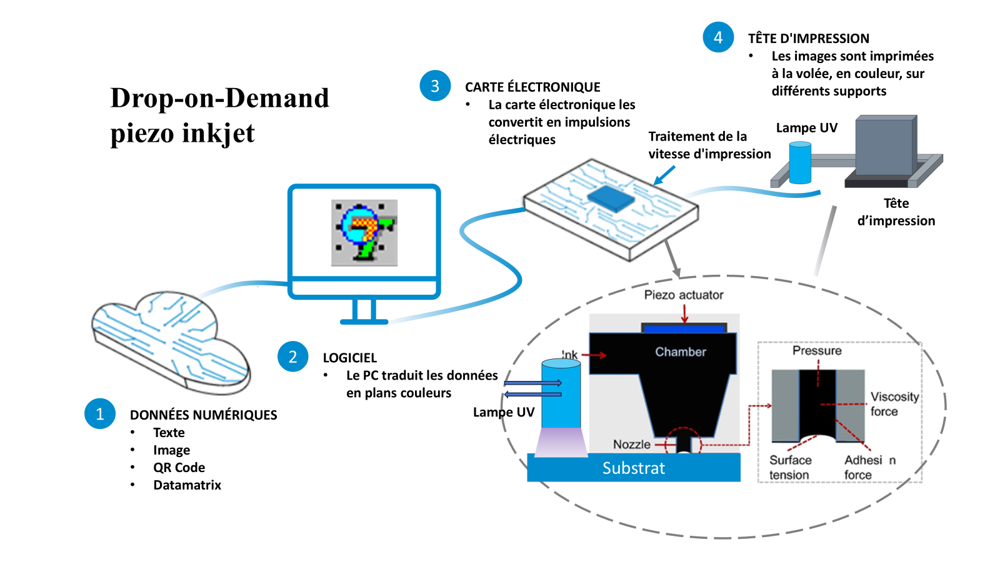 Drop-on-Demand
piezo inkjet
1
DONNÉES NUMÉRIQUES
• Texte
• Image
• QR Code
• Datamatrix
2
LOGICIEL
• Le PC traduit les données
en plans couleurs
3
CARTE ÉLECTRONIQUE
• La carte électronique les
convertit en impulsions
électriques
Traitement de la
vitesse d'impression
4
TÊTE D'IMPRESSION
• Les images sont imprimées
à la volée, en couleur, sur
différents supports
Lampe UV
Tête
d’impression
Piezo actuator
Chamber
Ink
Lampe UV
Nozzle
Substrat
Pressure
Viscosity
force
Surface
tension
Adhesi n
force